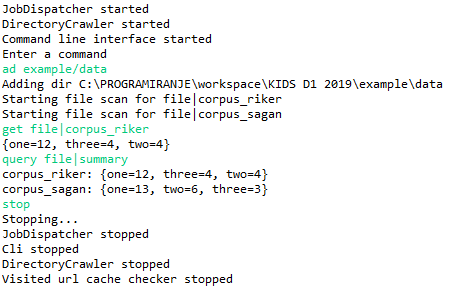 JobDispatcher started
DirectoryCrawler started
Command line interface started
Enter a command
ad example/data
Adding dir C:\PROGRAMIRANJE\workspace\KIDS D1 2019\example\data
Starting file scan for file|corpus_riker
Starting file scan for file|corpus_sagan
get file|corpus_riker
{one=12, three=4, two=4}
query file|summary
corpus_riker: {one=12, three=4, two=4}
corpus_sagan: {one=13, two=6, three=3}
stop
Stopping...
JobDispatcher stopped
Cli stopped
DirectoryCrawler stopped
Visited url cache checker stopped